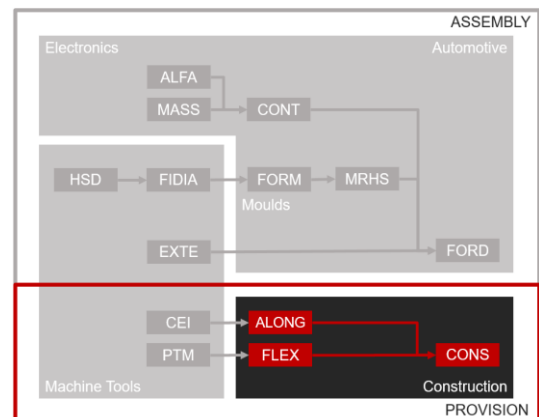 ASSEMBLY
Electronics
Automotive
ALFA
MASS
CONT
HSD
FIDIA
FORM
MRHS
Moulds
EXTE
FORD
CEI
ALONG
PTM
FLEX
CONS
Machine Tools
Construction
PROVISION